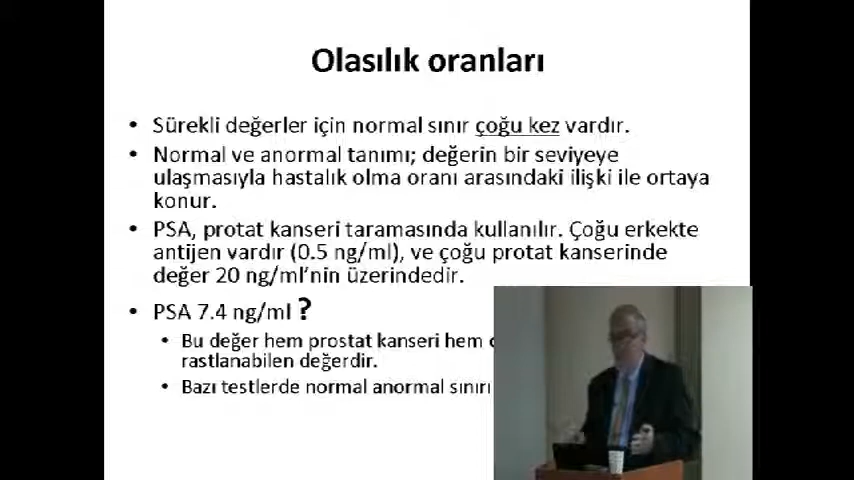 Olasılık oranları
• Sürekli değerler için normal sınır çoğu kez vardır.
• Normal ve anormal tanımı; değerin bir seviyeye
ulaşmasıyla hastalık olma oranı arasındaki ilişki ile ortaya
konur.
• PSA, protat kanseri taramasında kullanılır. Çoğu erkekte
antijen vardır (0.5 ng/ml), ve çoğu protat kanserinde
değer 20 ng/ml’nin üzerindedir.
• PSA 7.4 ng/ml ?
• Bu değer hem prostat kanseri hem
rastlanabilen değerdir.
• Bazı testlerde normal anormal sınırı